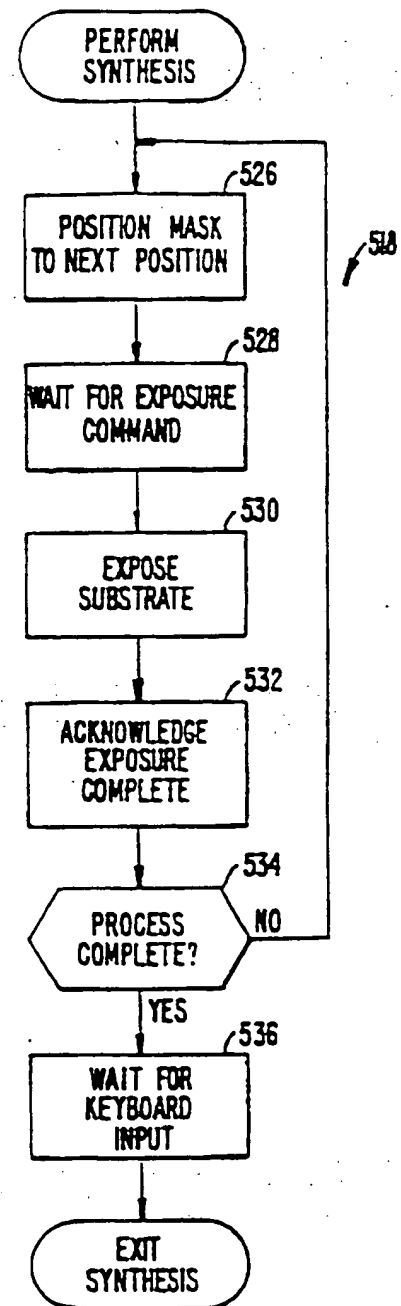 PERFORM
SYNTHESIS
526
POSITION MASK
TO NEXT POSITION
518
528
WAIT FOR EXPOSURE
COMMAND
530
EXPOSE
SUBSTRATE
532
ACKNOWLEDGE
EXPOSURE
COMPLETE
534
PROCESS
COMPLETE?
NO
YES
536
WAIT FOR
KEYBOARD
INPUT
EXIT
SYNTHESIS